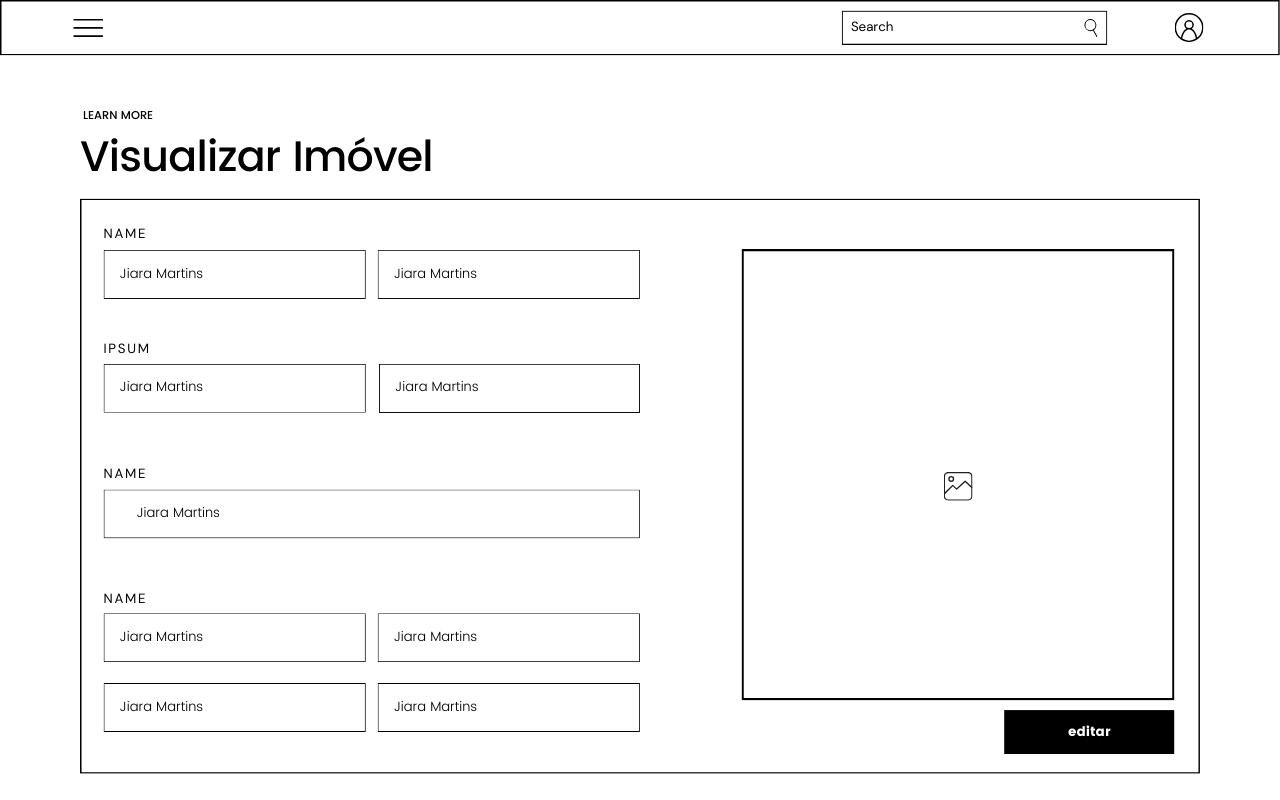 Search
LEARN MORE
Visualizar Imóvel
NAME
Jiara Martins Jiara Martins
IPSUM
Jiara Martins Jiara Martins
NAME
Jiara Martins
NAME
Jiara Martins Jiara Martins
Jiara Martins Jiara Martins
editar